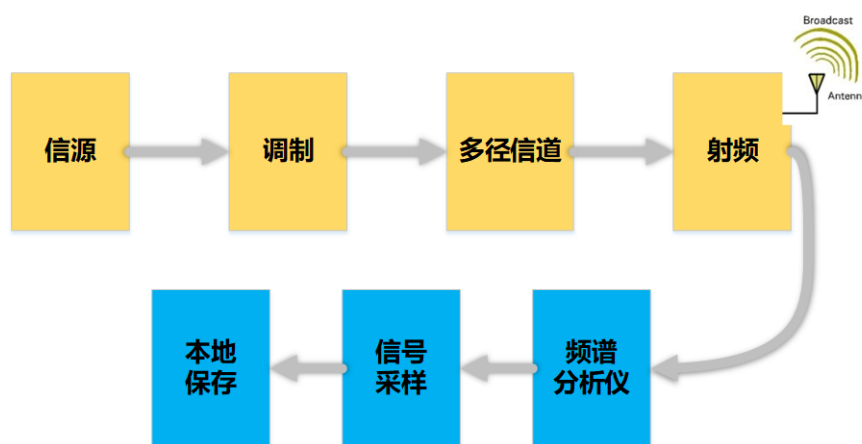 Broadcast
Antenn
信源
调制
多径信道
射频
本地
保存
信号
采样
频谱
分析仪